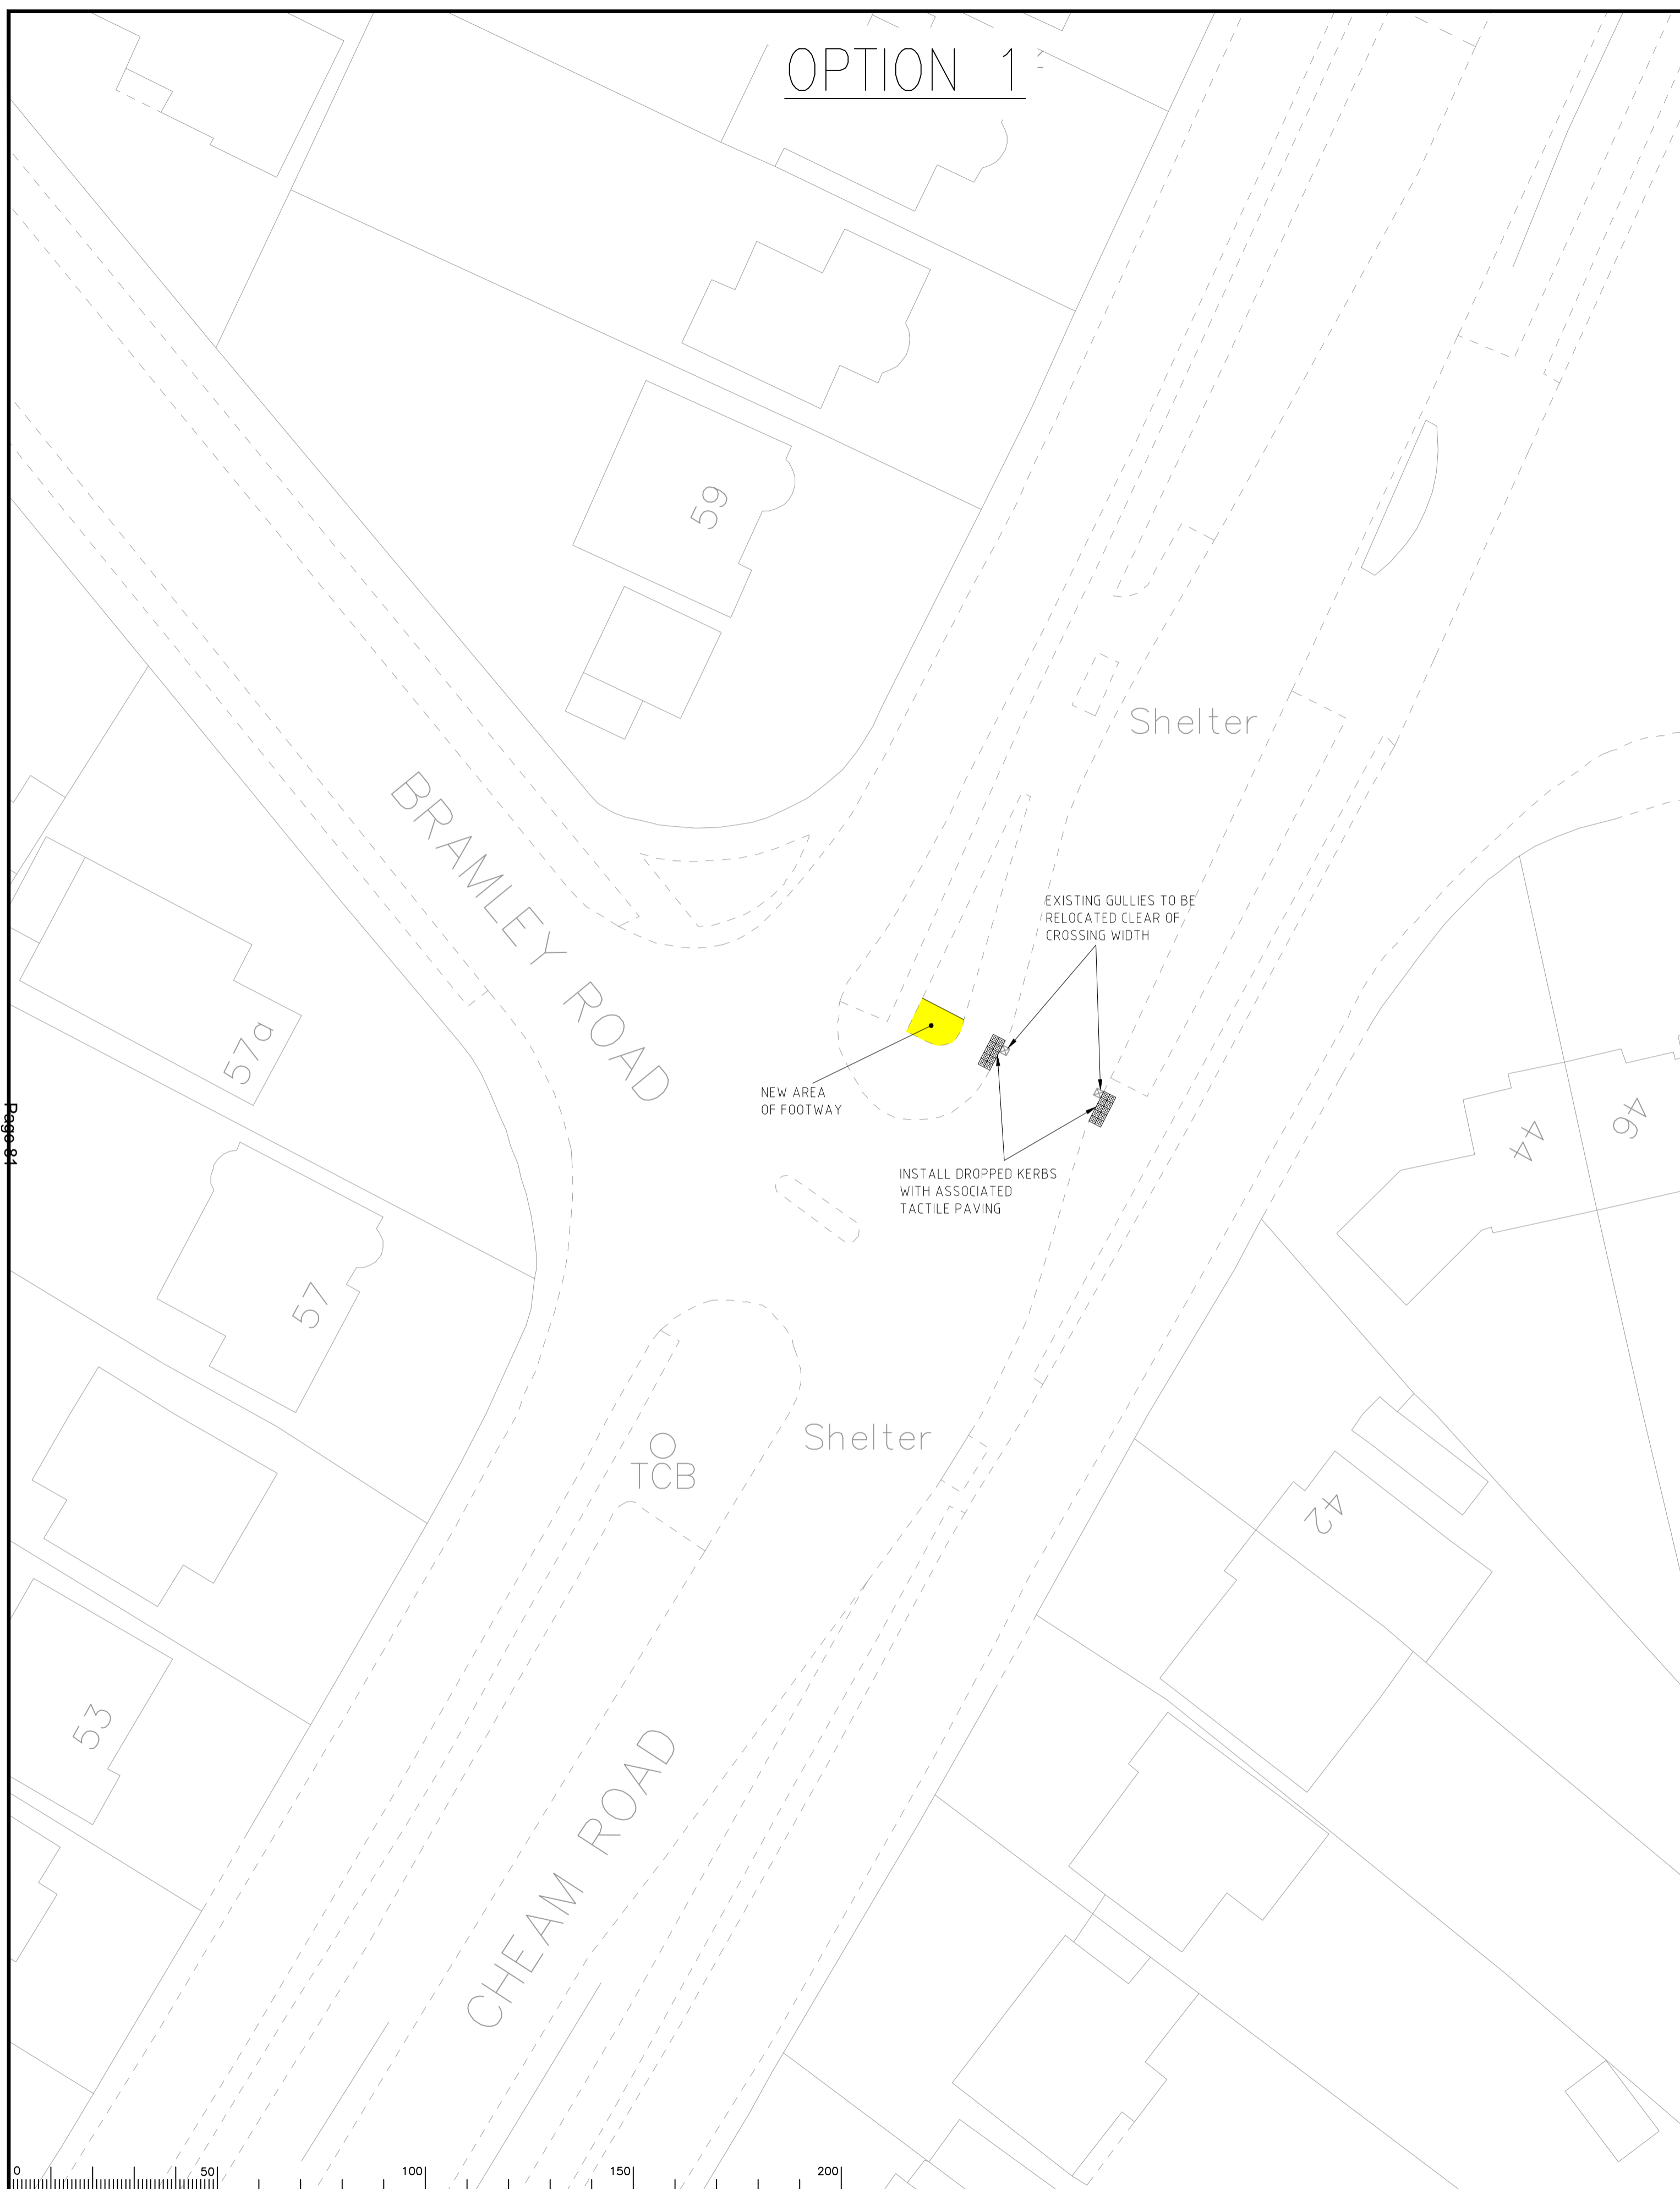 OPTION 1
59
Shelter
BRAMLEY ROAD
EXISTING GULLIES TO BE
RELOCATED CLEAR OF
CROSSING WIDTH
57a
NEW AREA
OF FOOTWAY
Page 81
46
44
INSTALL DROPPED KERBS
WITH ASSOCIATED
TACTILE PAVING
57
Shelter
TCB
42
53
CHEAM ROAD
0 50 100 150 200